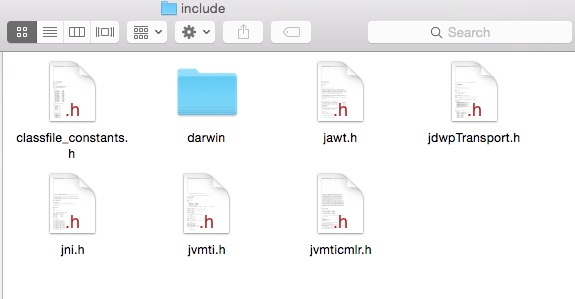 include
Search
.h
.h
.h
classfile_constants.
h
darwin
jawt.h
jdwpTransport.h
.h
.h
.h
jni.h
jvmti.h
jvmticmlr.h